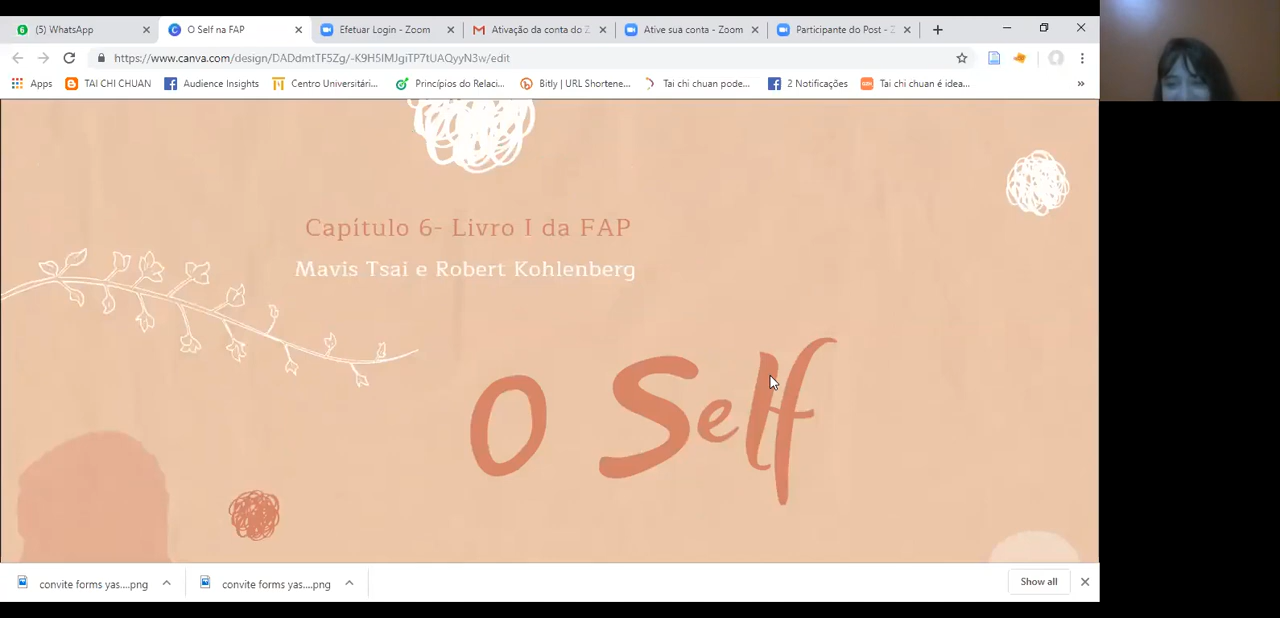 (5) WhatsApp
O Self na FAP
Efetuar Login - Zoom
Ativação da conta do Z
Ative sua conta - Zoom
Participante do Post - Z
https://www.canva.com/design/DADdmtTF5Zg/-K9H5IMJgiTP7tUAQyyN3w/edit
Apps
TAI CHI CHUAN
Audience Insights
Centro Universitári...
Princípios do Relaci...
Bitly | URL Shortene...
Tai chi chuan pode...
2 Notificações
Tai chi chuan é idea...
»
Capítulo 6- Livro I da FAP
Mavis Tsai e Robert Kohlenberg
O Self
convite forms yas....png
convite forms yas....png
Show all